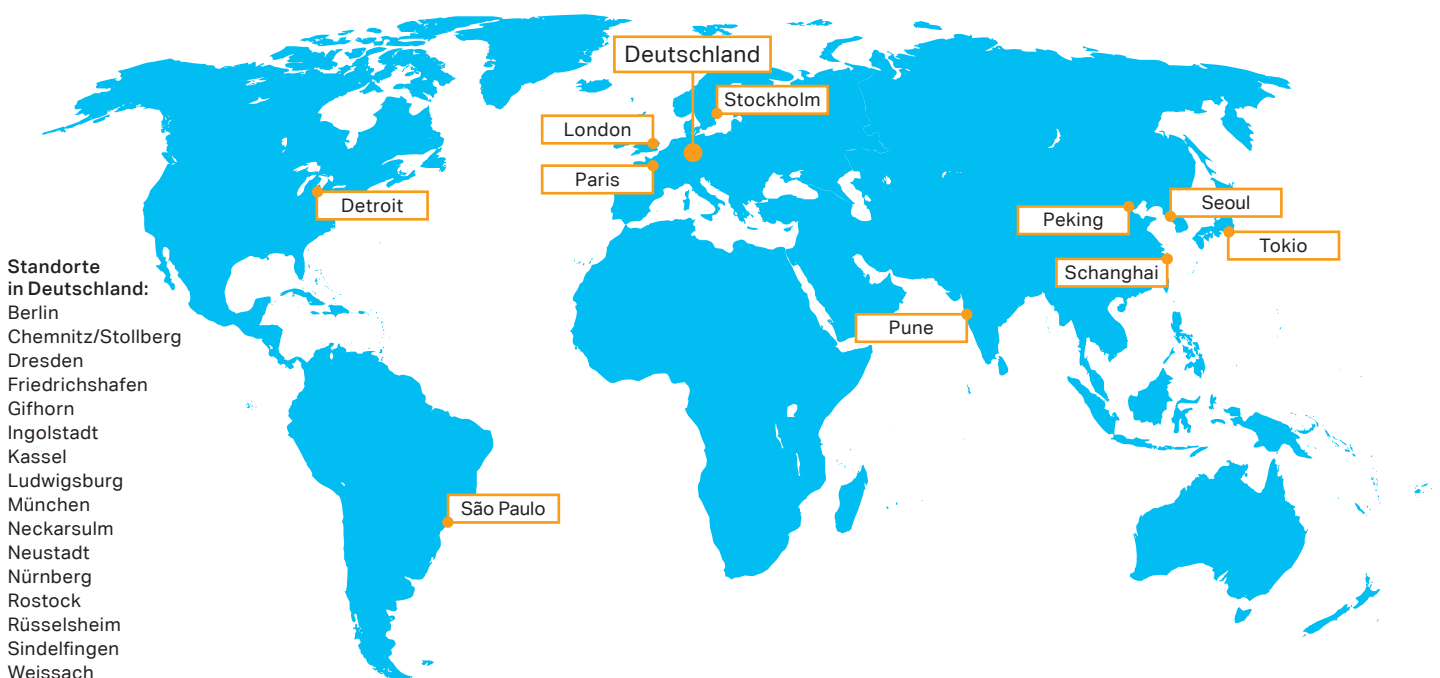 Deutschland
Stockholm
London
Paris
Detroit
Seoul
Peking
Tokio
Schanghai
Pune
São Paulo
Standorte
in Deutschland:
Berlin
Chemnitz/Stollberg
Dresden
Friedrichshafen
Gifhorn
Ingolstadt
Kassel
Ludwigsburg
München
Neckarsulm
Neustadt
Nürnberg
Rostock
Rüsselsheim
Sindelfingen
Weissach